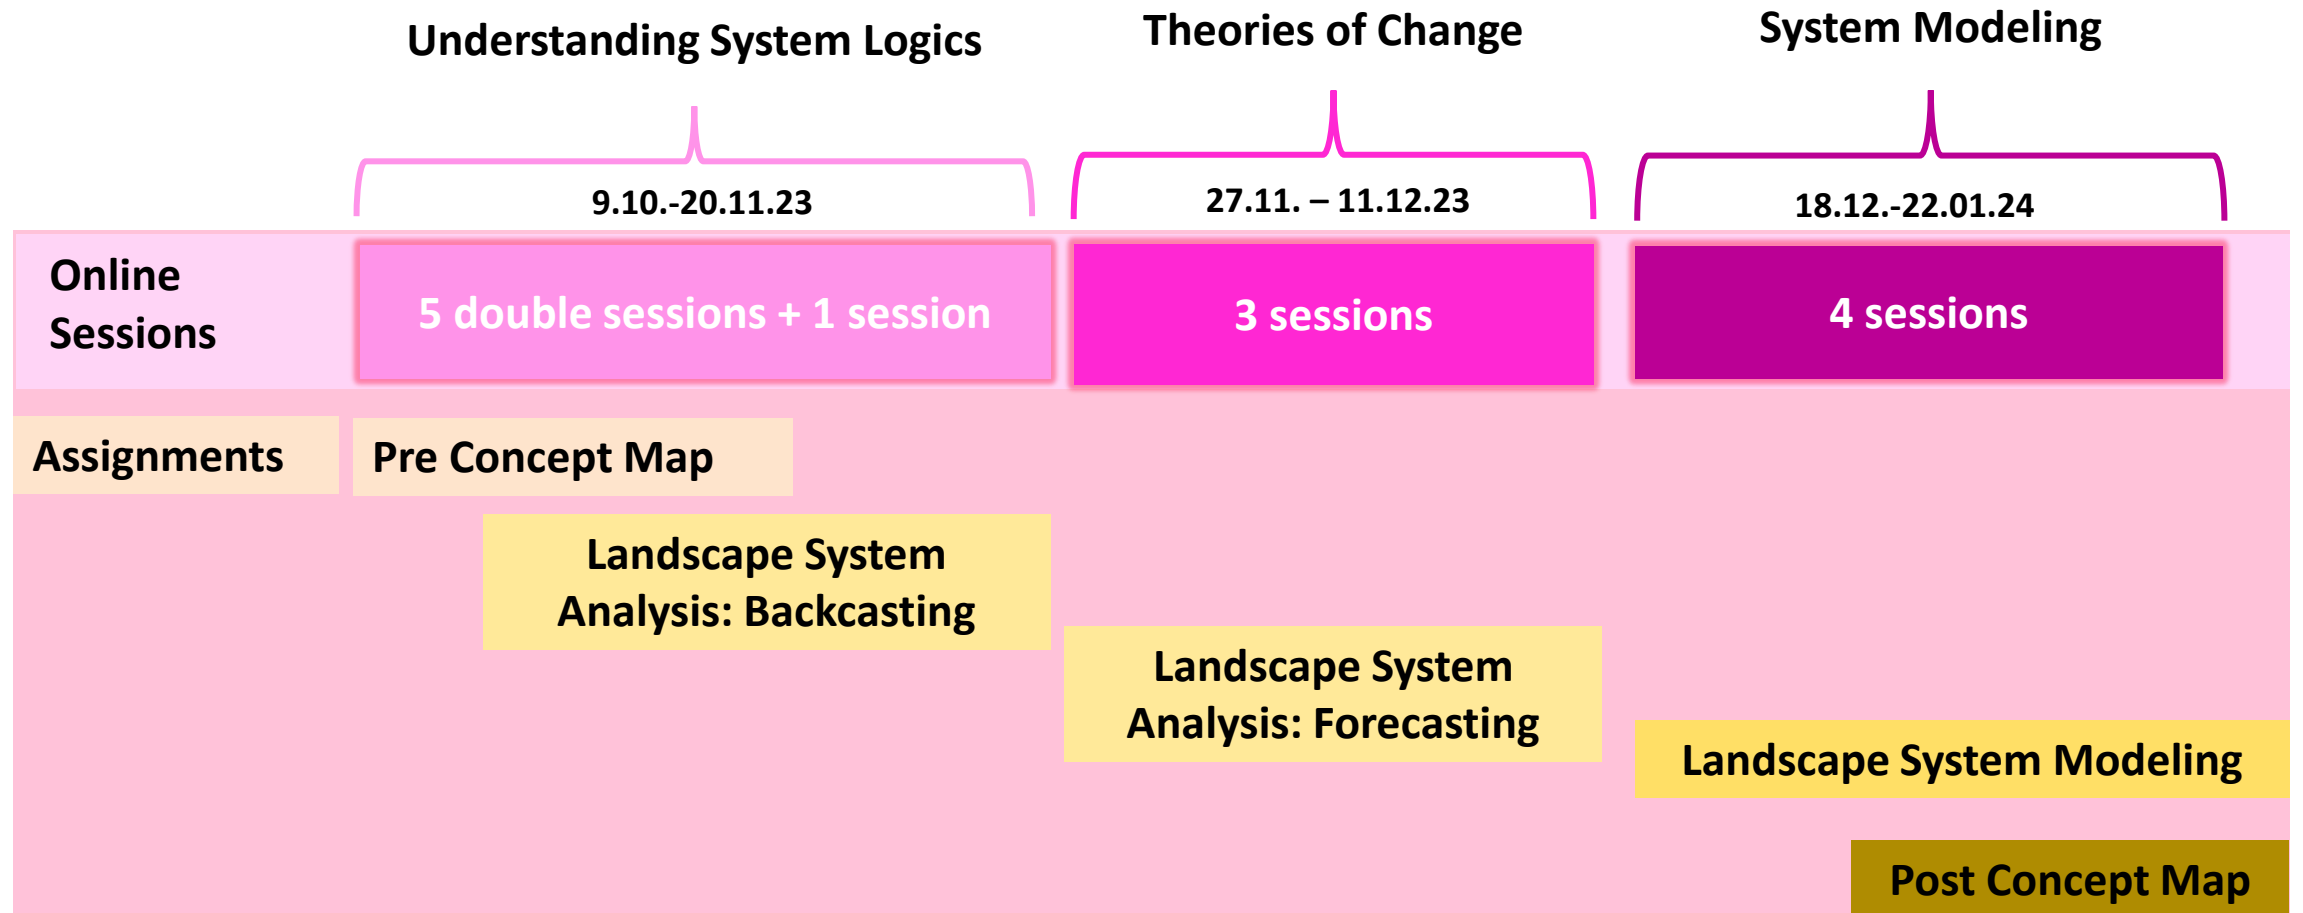 Understanding System Logics
Theories of Change
System Modeling
9.10.-20.11.23
27.11. – 11.12.23
18.12.-22.01.24
Online
Sessions
5 double sessions + 1 session
3 sessions
4 sessions
Assignments
Pre Concept Map
Landscape System
Analysis: Backcasting
Landscape System
Analysis: Forecasting
Landscape System Modeling
Post Concept Map